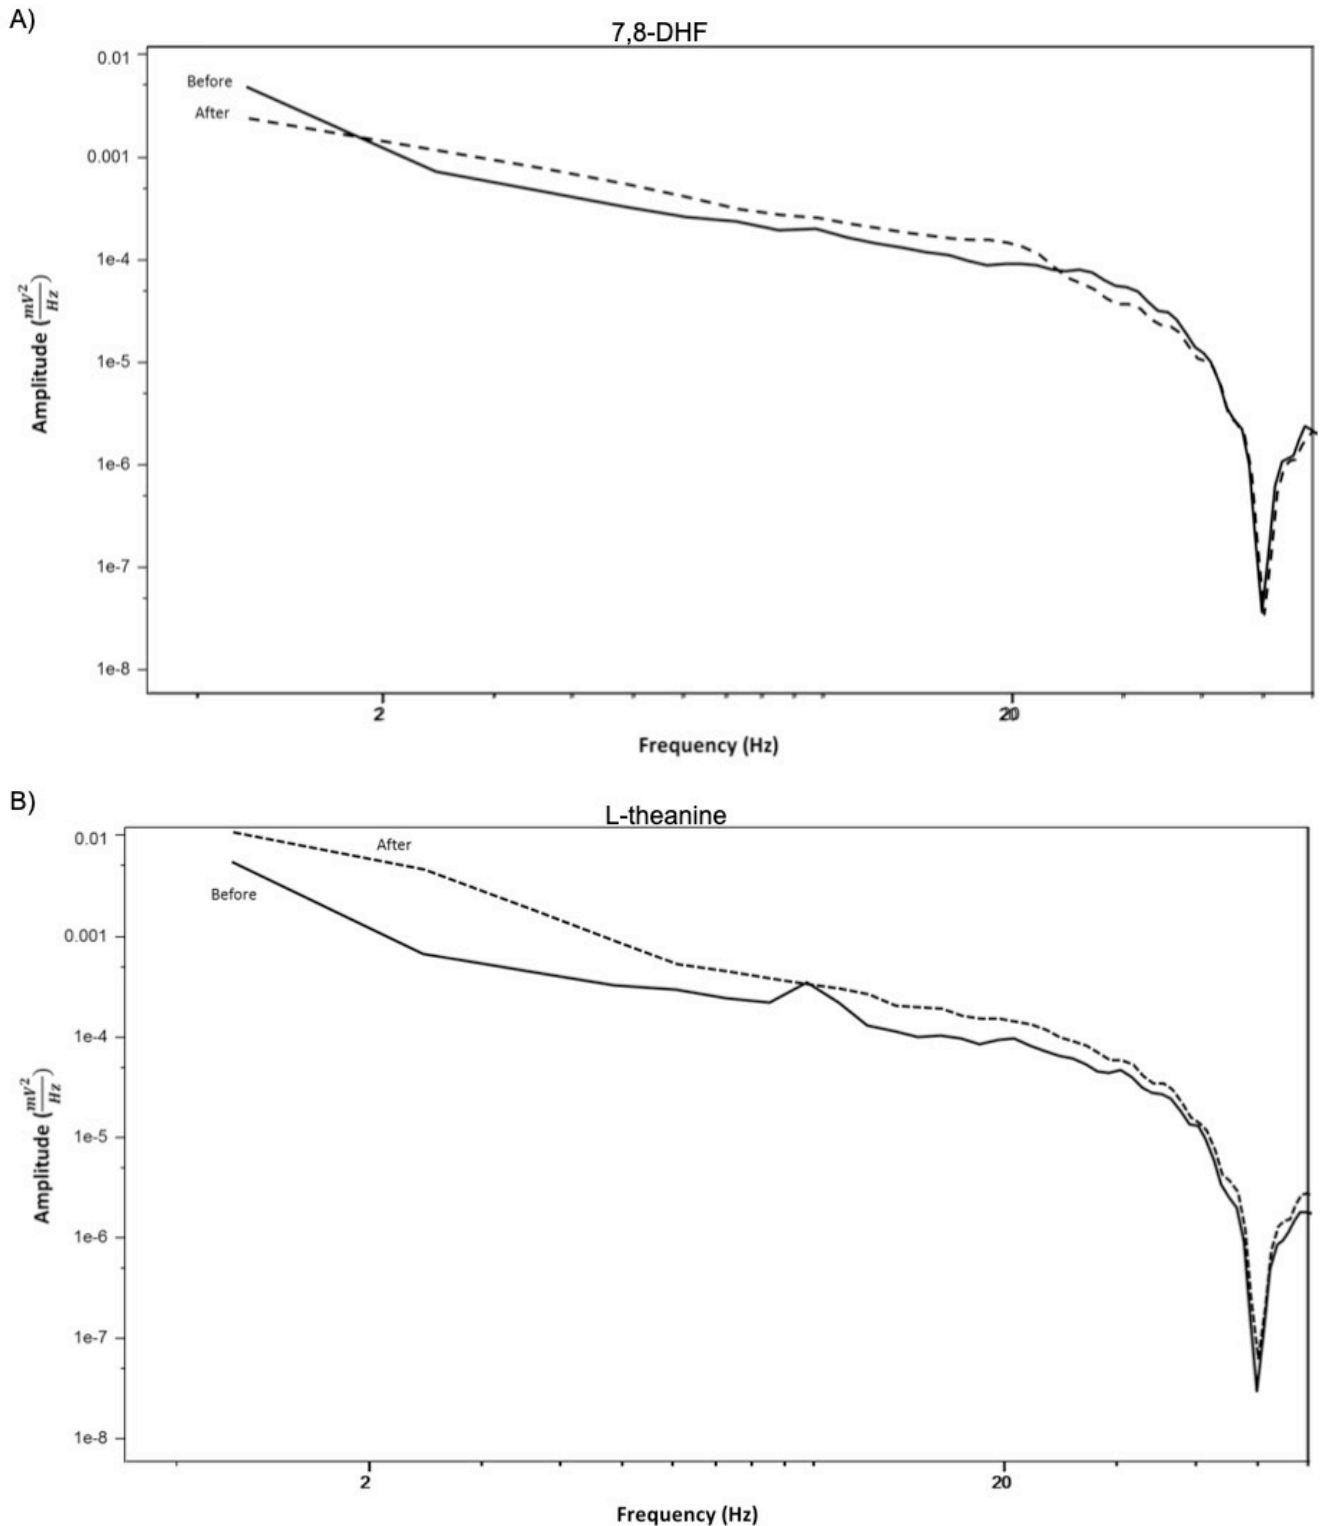 A)
7,8-DHF
0.01
Before
After
0.001
1e-4
Amplitude (mV²/Hz)
1e-5
1e-6
1e-7
1e-8
2
20
Frequency (Hz)
B)
L-theanine
0.01
After
Before
0.001
1e-4
Amplitude (mV²/Hz)
1e-5
1e-6
1e-7
1e-8
2
20
Frequency (Hz)